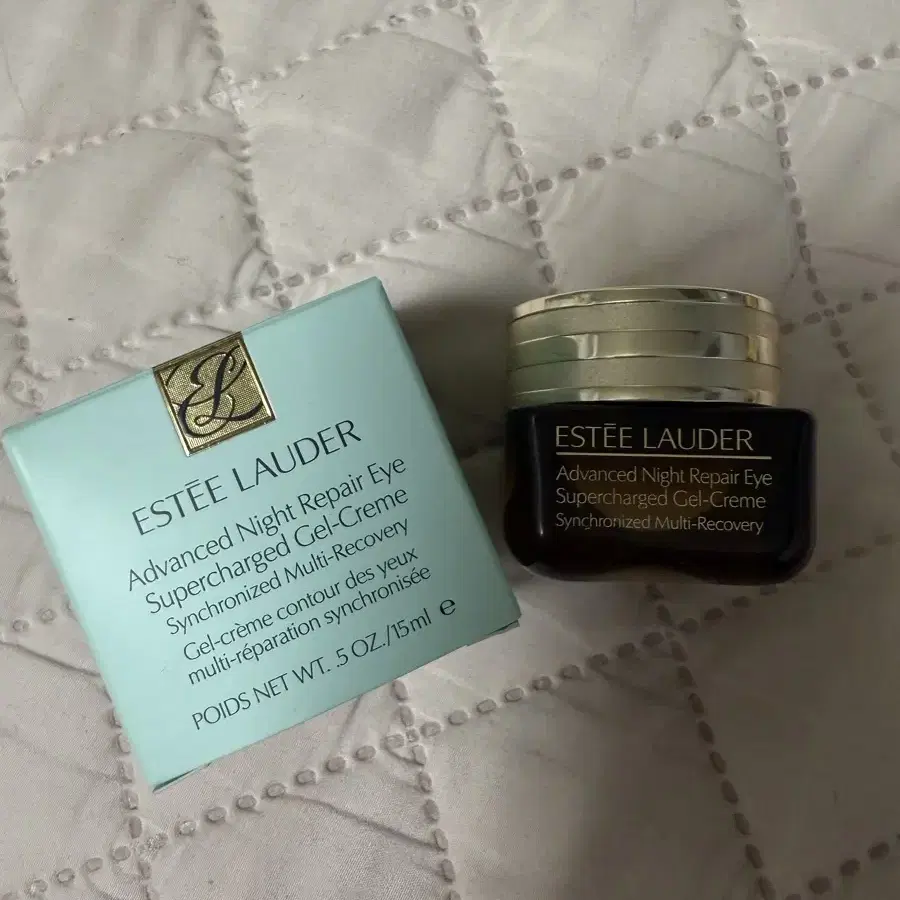 EL
ESTĒE LAUDER
Advanced Night Repair Eye
Supercharged Gel-Creme
Synchronized Multi-Recovery
Gel-crème contour des yeux
multi-réparation synchronisée
POIDS NET WT. .5 OZ./15ml ℮
ESTĒE LAUDER
Advanced Night Repair Eye
Supercharged Gel-Creme
Synchronized Multi-Recovery